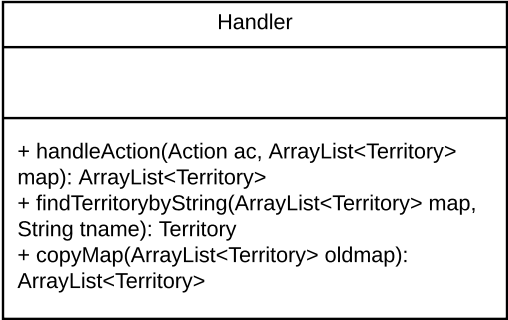 Handler
+ handleAction(Action ac, ArrayList<Territory>
map): ArrayList<Territory>
+ findTerritorybyString(ArrayList<Territory> map,
String tname): Territory
+ copyMap(ArrayList<Territory> oldmap):
ArrayList<Territory>